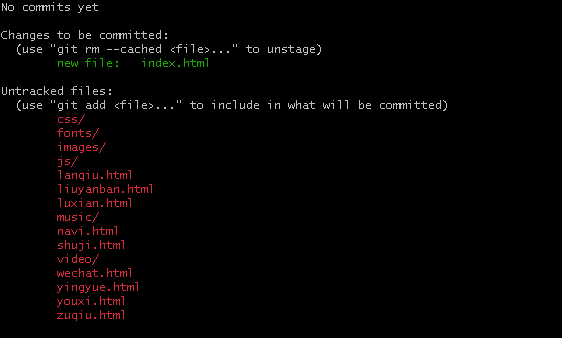 No commits yet
Changes to be committed:
(use "git rm --cached <file>..." to unstage)
new file: index.html
Untracked files:
(use "git add <file>..." to include in what will be committed)
css/
fonts/
images/
js/
lanqiu.html
liuyanban.html
luxian.html
music/
navi.html
shuji.html
video/
wechat.html
yingyue.html
youxi.html
zuqiu.html